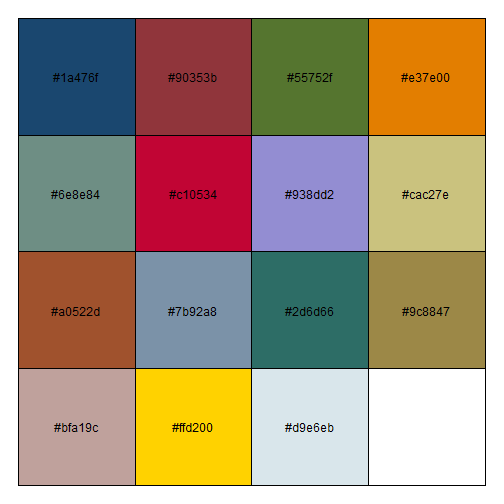 #1a476f
#90353b
#55752f
#e37e00
#6e8e84
#c10534
#938dd2
#cac27e
#a0522d
#7b92a8
#2d6d66
#9c8847
#bfa19c
#ffd200
#d9e6eb